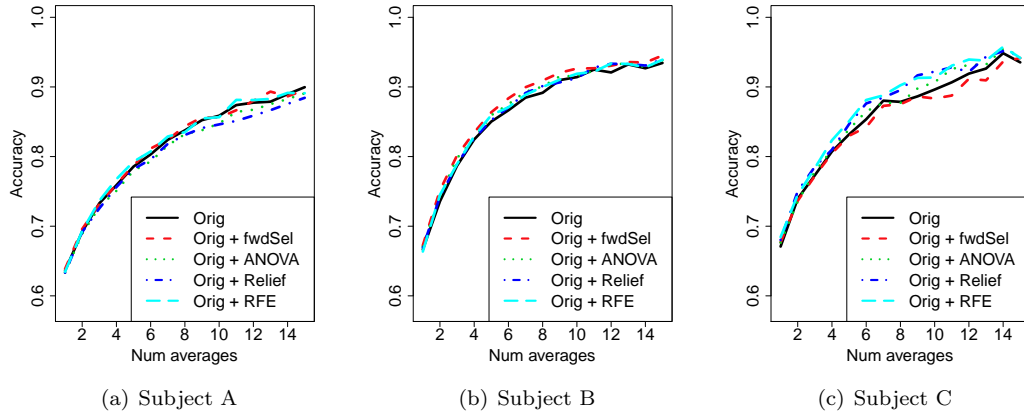 1.0
0.9
0.8
0.7
0.6
Accuracy
Orig
Orig + fwdSel
Orig + ANOVA
Orig + Relief
Orig + RFE
2 4 6 8 10 12 14
Num averages
(a) Subject A
1.0
0.9
0.8
0.7
0.6
Accuracy
Orig
Orig + fwdSel
Orig + ANOVA
Orig + Relief
Orig + RFE
2 4 6 8 10 12 14
Num averages
(b) Subject B
1.0
0.9
0.8
0.7
0.6
Accuracy
Orig
Orig + fwdSel
Orig + ANOVA
Orig + Relief
Orig + RFE
2 4 6 8 10 12 14
Num averages
(c) Subject C